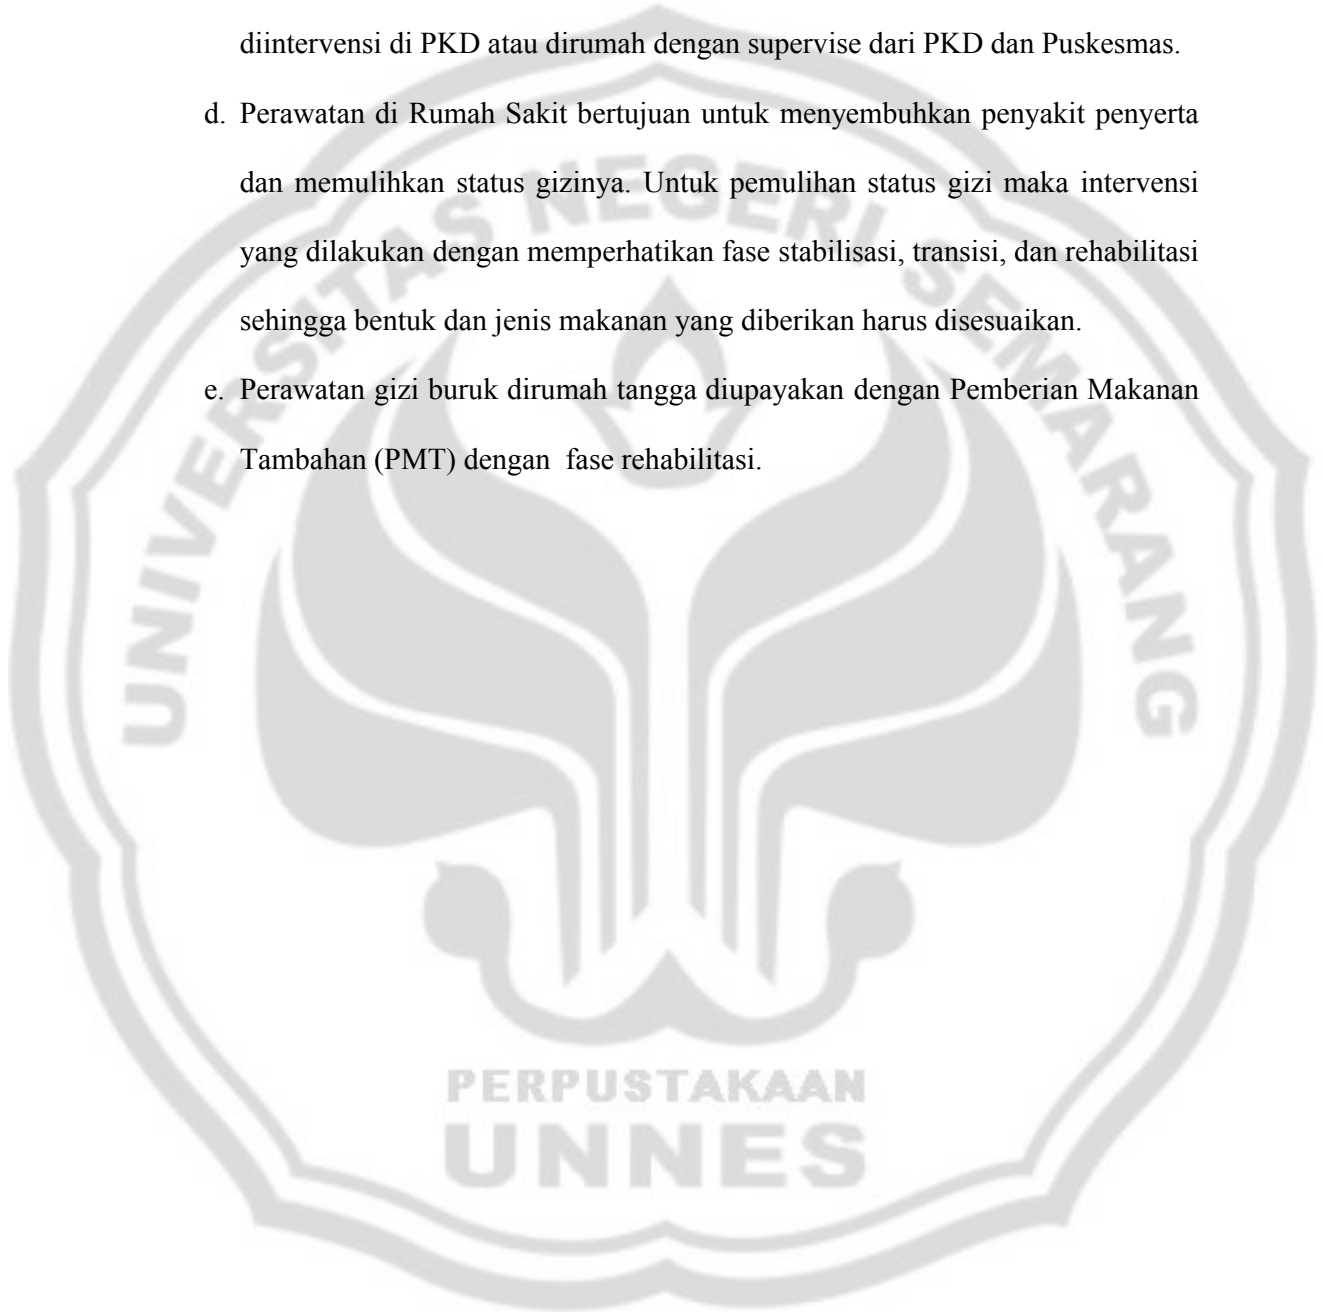 diintervensi di PKD atau dirumah dengan supervise dari PKD dan Puskesmas.
d. Perawatan di Rumah Sakit bertujuan untuk menyembuhkan penyakit penyerta
dan memulihkan status gizinya. Untuk pemulihan status gizi maka intervensi
yang dilakukan dengan memperhatikan fase stabilisasi, transisi, dan rehabilitasi
sehingga bentuk dan jenis makanan yang diberikan harus disesuaikan.
e. Perawatan gizi buruk dirumah tangga diupayakan dengan Pemberian Makanan
Tambahan (PMT) dengan  fase rehabilitasi.
UNIVERSITAS NEGERI SEMARANG
PERPUSTAKAAN
UNNES